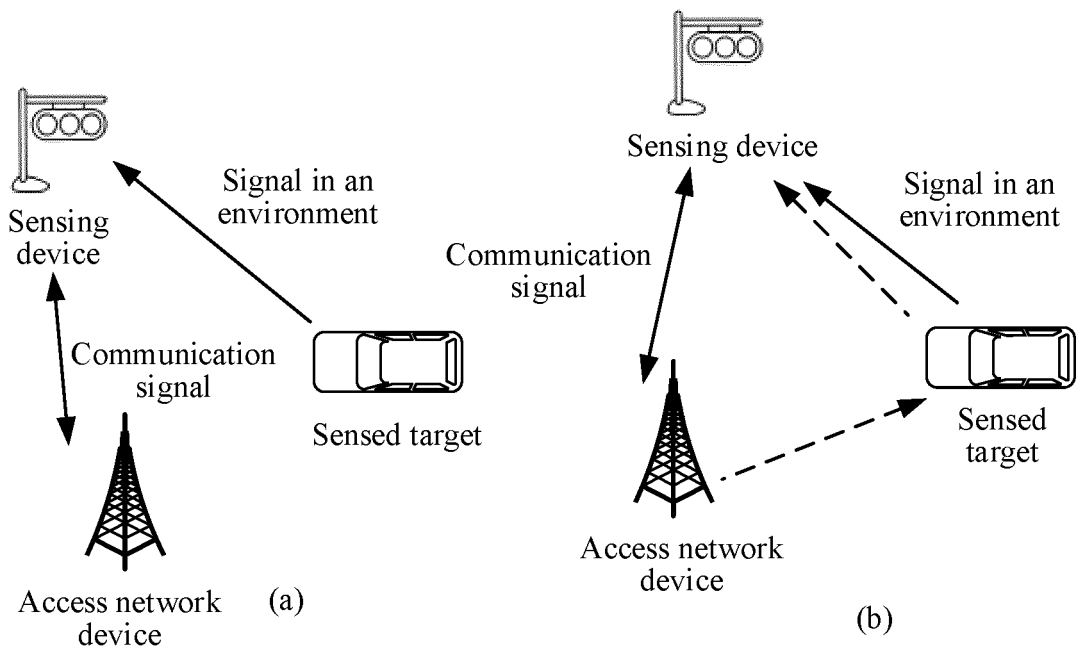 Signal in an
environment
Sensing
device
Communication
signal
Sensed target
Access network
device
(a)
Sensing device
Signal in an
environment
Communication
signal
Sensed
target
Access network
device
(b)